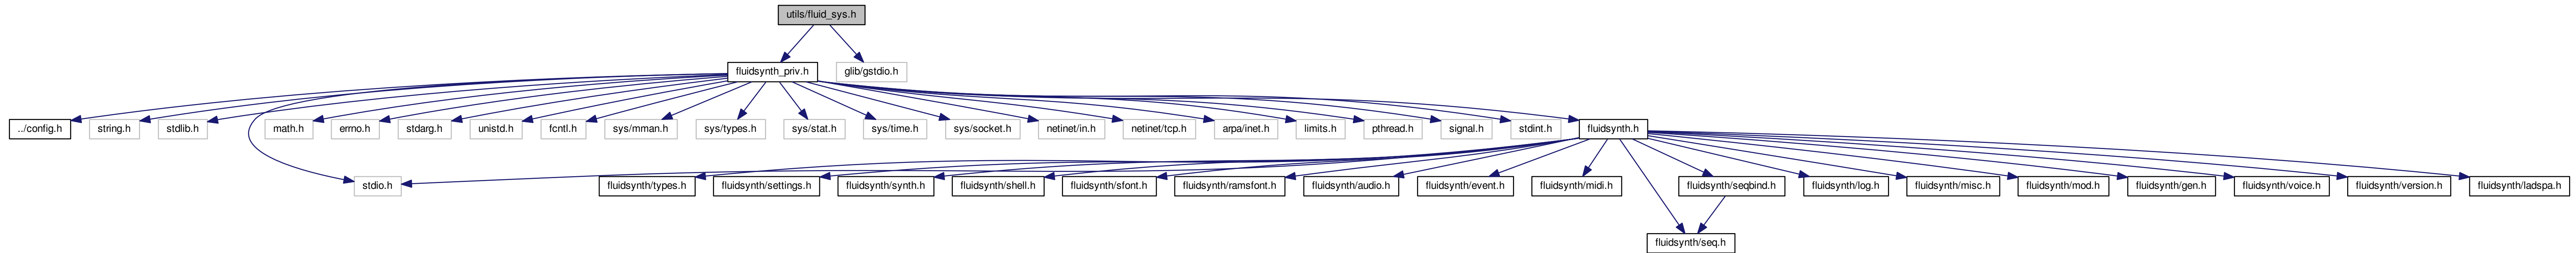 utils/fluid_sys.h
fluidsynth_priv.h
glib/gstdio.h
../config.h
string.h
stdlib.h
math.h
errno.h
stdarg.h
unistd.h
fcntl.h
sys/mman.h
sys/types.h
sys/stat.h
sys/time.h
sys/socket.h
netinet/in.h
netinet/tcp.h
arpa/inet.h
limits.h
pthread.h
signal.h
stdint.h
fluidsynth.h
stdio.h
fluidsynth/types.h
fluidsynth/settings.h
fluidsynth/synth.h
fluidsynth/shell.h
fluidsynth/sfont.h
fluidsynth/ramsfont.h
fluidsynth/audio.h
fluidsynth/event.h
fluidsynth/midi.h
fluidsynth/seqbind.h
fluidsynth/log.h
fluidsynth/misc.h
fluidsynth/mod.h
fluidsynth/gen.h
fluidsynth/voice.h
fluidsynth/version.h
fluidsynth/ladspa.h
fluidsynth/seq.h